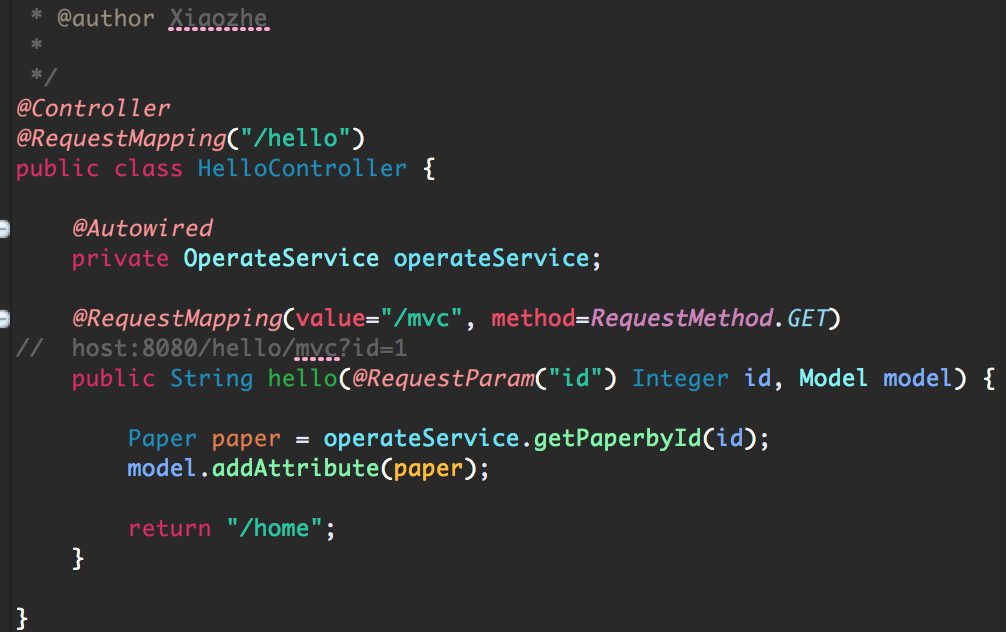 * @author Xiaozhe
*
*/
@Controller
@RequestMapping("/hello")
public class HelloController {
@Autowired
private OperateService operateService;
@RequestMapping(value="/mvc", method=RequestMethod.GET)
// host:8080/hello/mvc?id=1
public String hello(@RequestParam("id") Integer id, Model model) {
Paper paper = operateService.getPaperbyId(id);
model.addAttribute(paper);
return "/home";
}
}